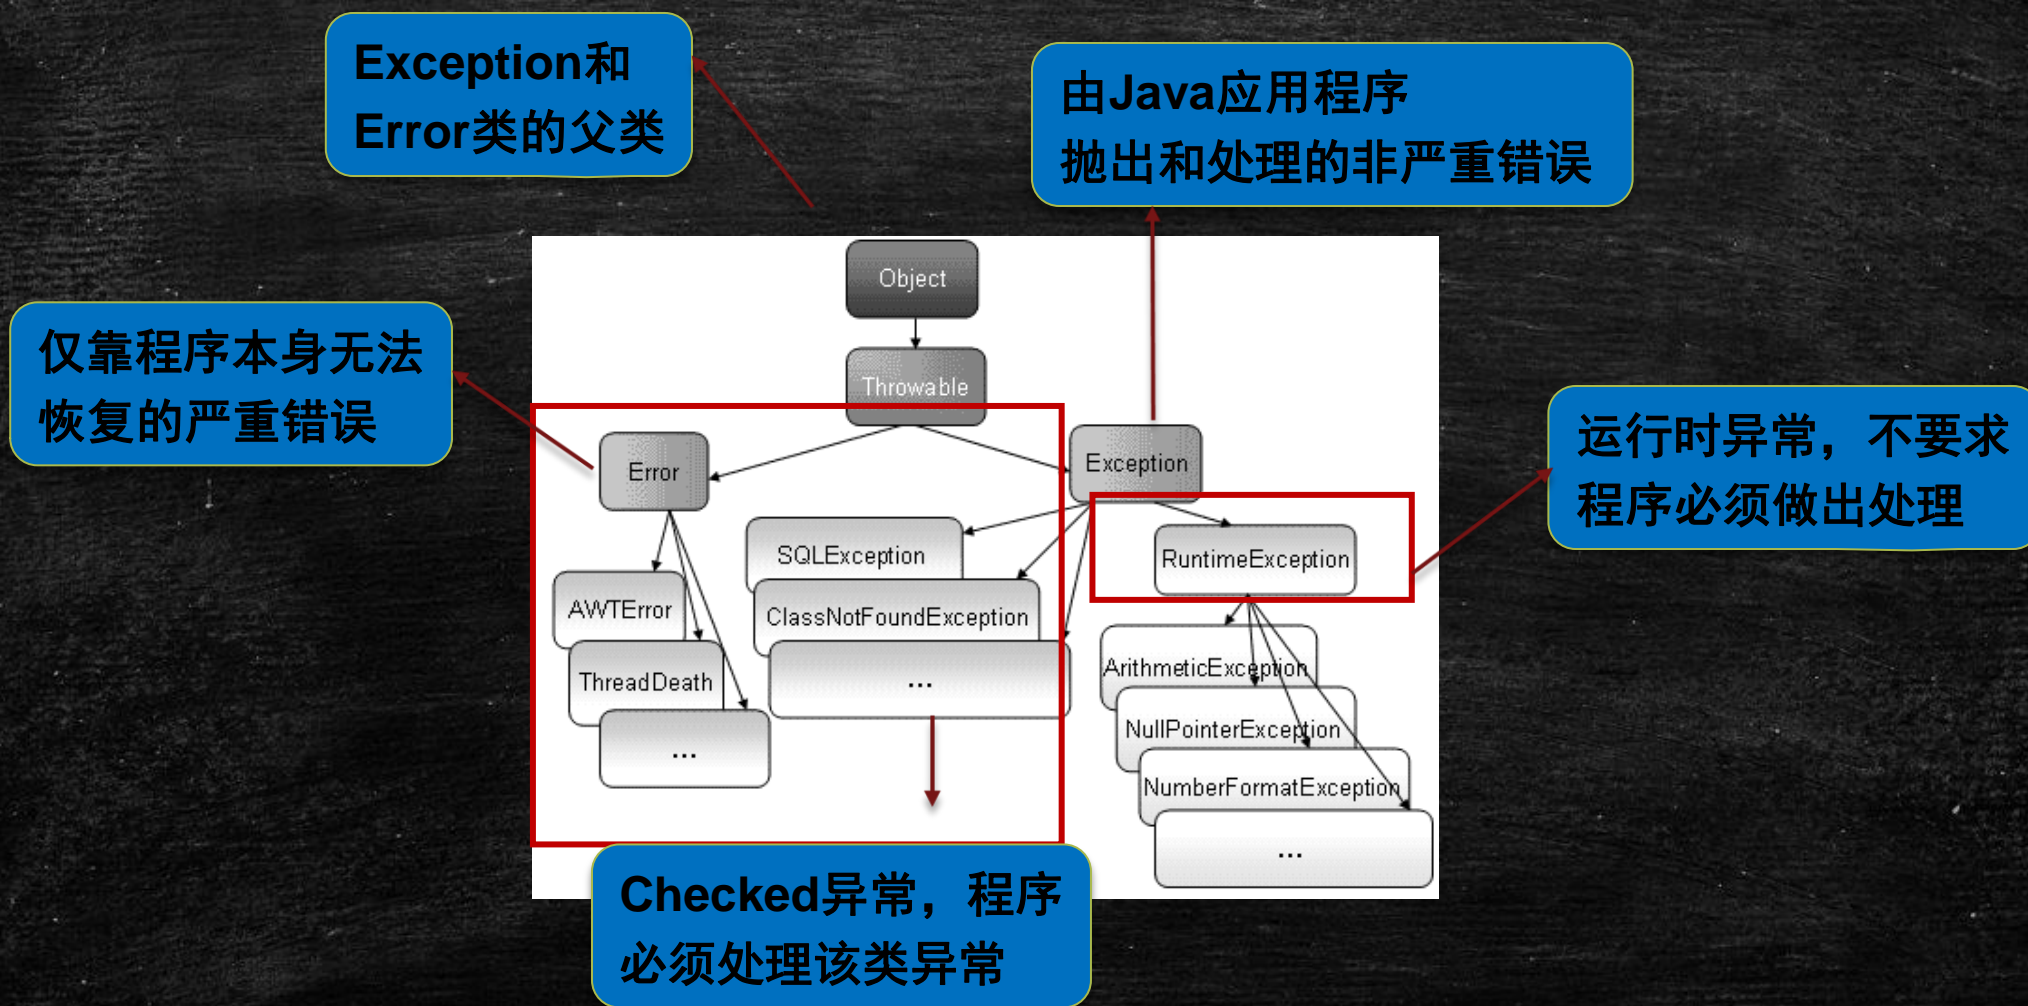 Exception和
Error类的父类
由Java应用程序
抛出和处理的非严重错误
Object
仅靠程序本身无法
恢复的严重错误
Throwable
运行时异常，不要求
程序必须做出处理
Error
Exception
SQLException
RuntimeException
AWTError
ClassNotFoundException
ThreadDeath
...
ArithmeticException
...
NullPointerException
NumberFormatException
...
Checked异常，程序
必须处理该类异常